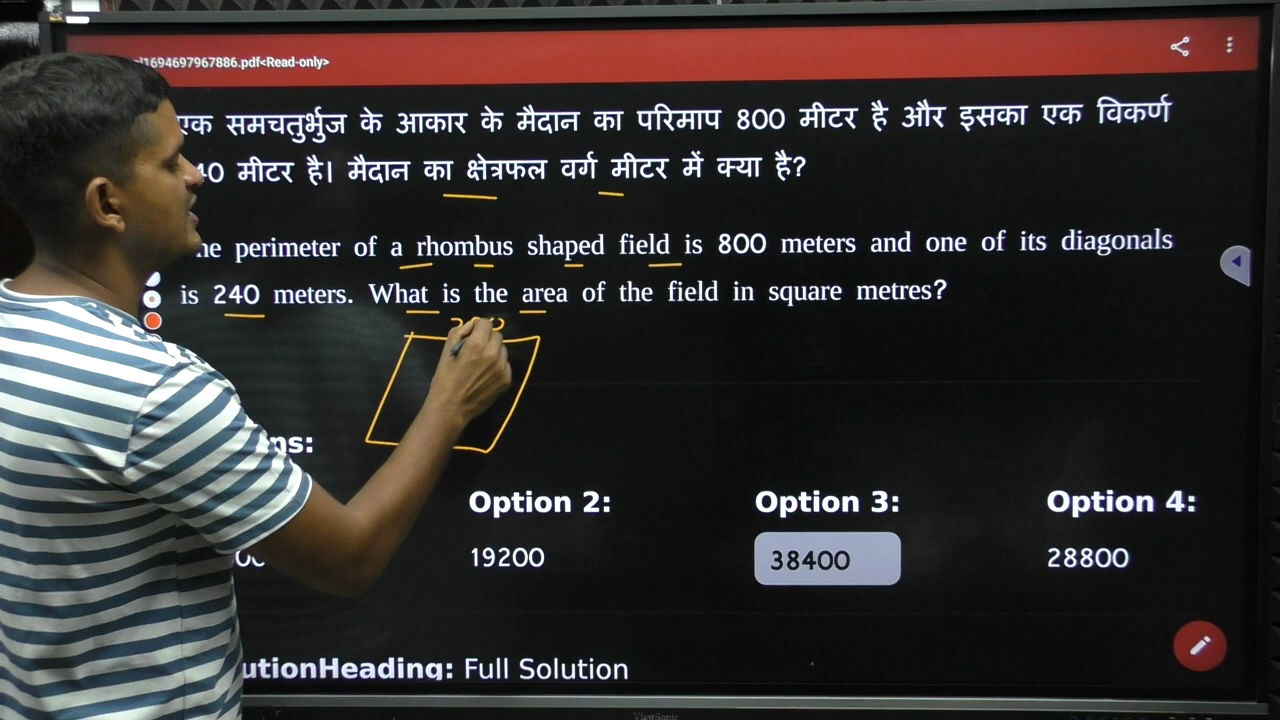 1694697967886.pdf<Read-only>
एक समचतुर्भुज के आकार के मैदान का परिमाप 800 मीटर है और इसका एक विकर्ण
मीटर है। मैदान का क्षेत्रफल वर्ग मीटर में क्या है?
perimeter of a rhombus shaped field is 800 meters and one of its diagonals
is 240 meters. What is the area of the field in square metres?
Option 2: Option 3: Option 4:
19200 38400 28800
Full Solution
ViewSonic